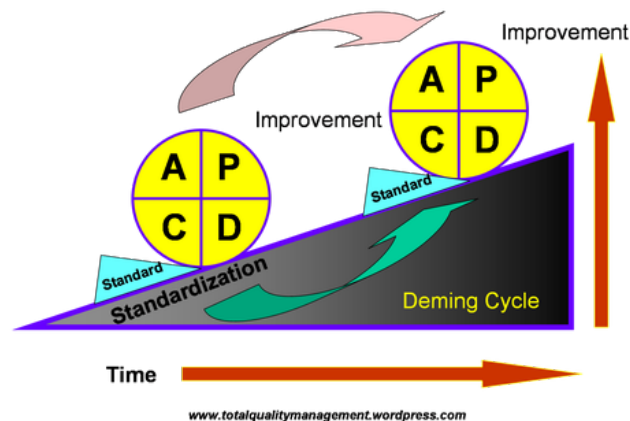 Improvement
A P
C D
Improvement
A P
C D
Standard
Standard
Standardization
Deming Cycle
Time
www.totalqualitymanagement.wordpress.com